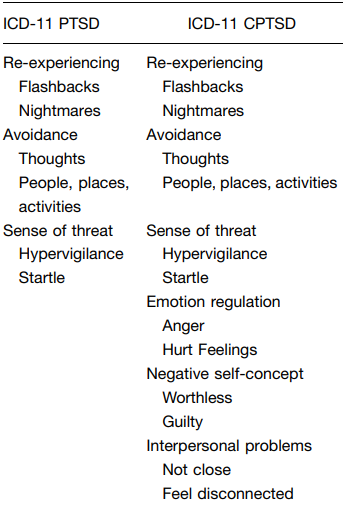 ICD-11 PTSD ICD-11 CPTSD
Re-experiencing Re-experiencing
Flashbacks Flashbacks
Nightmares Nightmares
Avoidance Avoidance
Thoughts Thoughts
People, places, People, places, activities
activities
Sense of threat Sense of threat
Hypervigilance Hypervigilance
Startle Startle
Emotion regulation
Anger
Hurt Feelings
Negative self-concept
Worthless
Guilty
Interpersonal problems
Not close
Feel disconnected